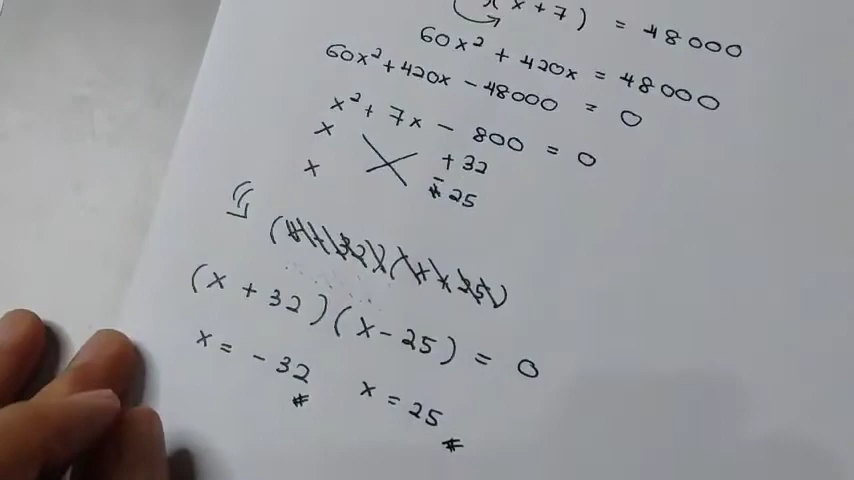 x + 7 ) = 48000
60x² + 420x = 48000
60x² + 420x - 48000 = 0
x² + 7x - 800 = 0
x + 32
x - 25
(x + 32)(x - 25) = 0
x = - 32 x = 25